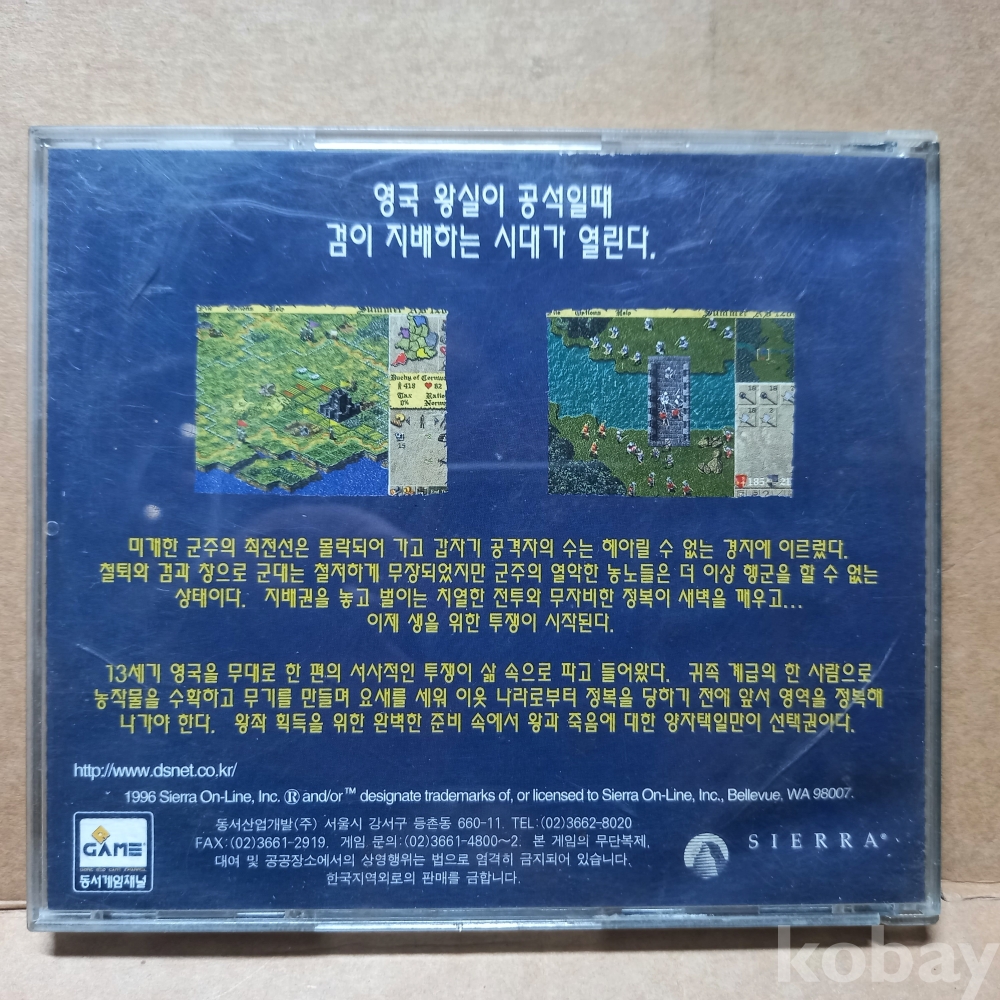 영국 왕실이 공석일때
검이 지배하는 시대가 열린다.
Options Help
Duchy of Cornwa
418 82
Tax
0%
15
Options Help
18 18
18 3
185 21
미개한 군주의 최전선은 몰락되어 가고 갑자기 공격자의 수는 헤아릴 수 없는 경지에 이르렀다.
철퇴와 검과 창으로 군대는 철저하게 무장되었지만 군주의 열악한 농노들은 더 이상 행군을 할 수 없는
상태이다. 지배권을 놓고 벌이는 치열한 전투와 무자비한 정복이 새벽을 깨우고...
이제 생을 위한 투쟁이 시작된다.
13세기 영국을 무대로 한 편의 서사적인 투쟁이 삶 속으로 파고 들어왔다. 귀족 계급의 한 사람으로
농작물을 수확하고 무기를 만들며 요새를 세워 이웃 나라로부터 정복을 당하기 전에 앞서 영역을 정복해
나가야 한다. 왕좌 획득을 위한 완벽한 준비 속에서 왕과 죽음에 대한 양자택일만이 선택권이다.
http://www.dsnet.co.kr/
1996 Sierra On-Line, Inc. ® and/or™ designate trademarks of, or licensed to Sierra On-Line, Inc., Bellevue, WA 98007.
동서산업개발(주) 서울시 강서구 등촌동 660-11. TEL:(02)3662-8020
FAX:(02)3661-2919. 게임 문의:(02)3661-4800~2. 본 게임의 무단복제,
대여 및 공공장소에서의 상영행위는 법으로 엄격히 금지되어 있습니다.
한국지역외로의 판매를 금합니다.
GAME
동서게임채널
SIERRA®
kobay